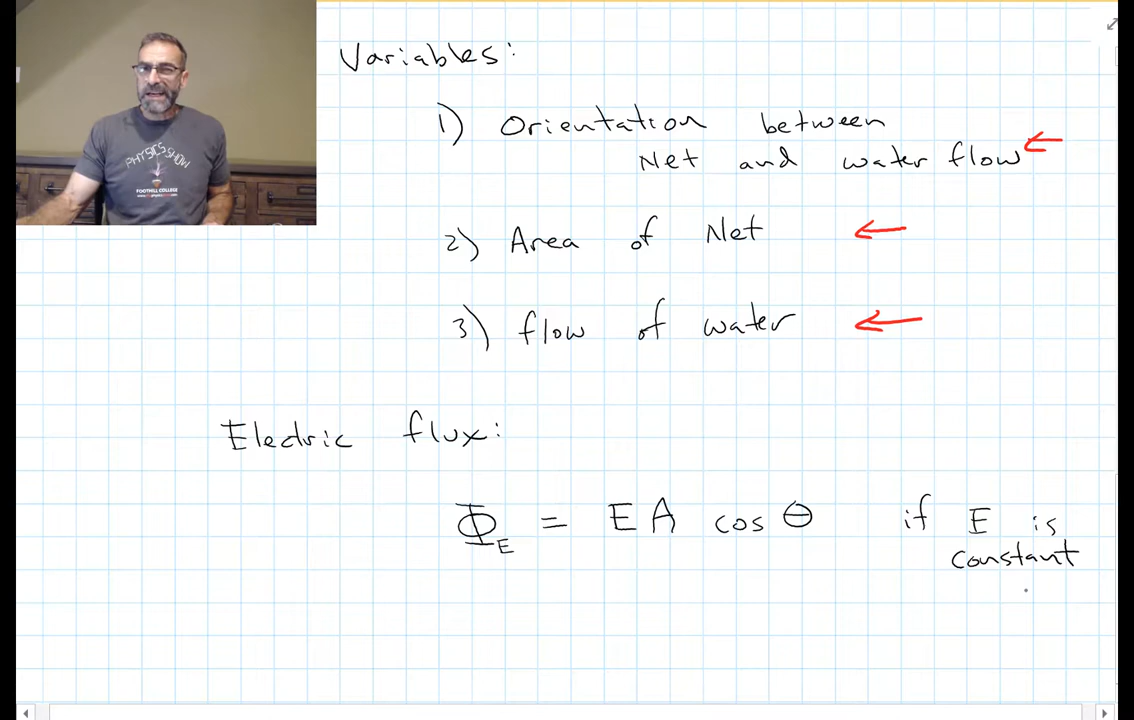 Variables:
1) Orientation between
Net and water flow
2) Area of Net
3) flow of water
Electric flux:
Φ_E = E A cos θ if E is
constant
PHYSICS SHOW
FOOTHILL COLLEGE